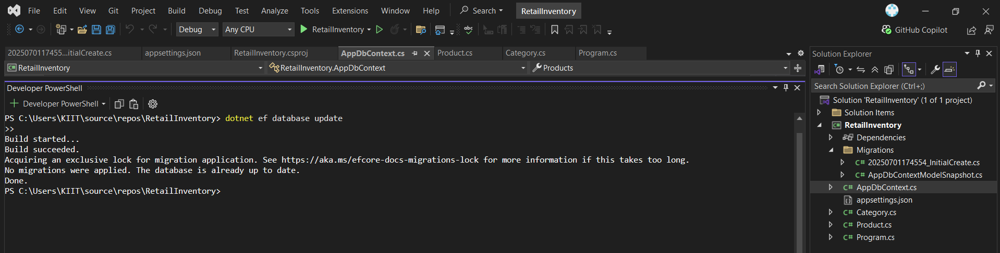 File Edit View Git Project Build Debug Test Analyze Tools Extensions Window Help Search RetailInventory
Debug Any CPU RetailInventory abc GitHub Copilot
2025070117455...itialCreate.cs appsettings.json RetailInventory.csproj AppDbContext.cs Product.cs Category.cs Program.cs
RetailInventory RetailInventory.AppDbContext Products
Developer PowerShell
Developer PowerShell
PS C:\Users\KIIT\source\repos\RetailInventory> dotnet ef database update
>>
Build started...
Build succeeded.
Acquiring an exclusive lock for migration application. See https://aka.ms/efcore-docs-migrations-lock for more information if this takes too long.
No migrations were applied. The database is already up to date.
Done.
PS C:\Users\KIIT\source\repos\RetailInventory>
Solution Explorer
Search Solution Explorer (Ctrl+;)
Solution 'RetailInventory' (1 of 1 project)
Solution Items
C# RetailInventory
Dependencies
Migrations
C# 20250701174554_InitialCreate.cs
C# AppDbContextModelSnapshot.cs
C# AppDbContext.cs
appsettings.json
C# Category.cs
C# Product.cs
C# Program.cs